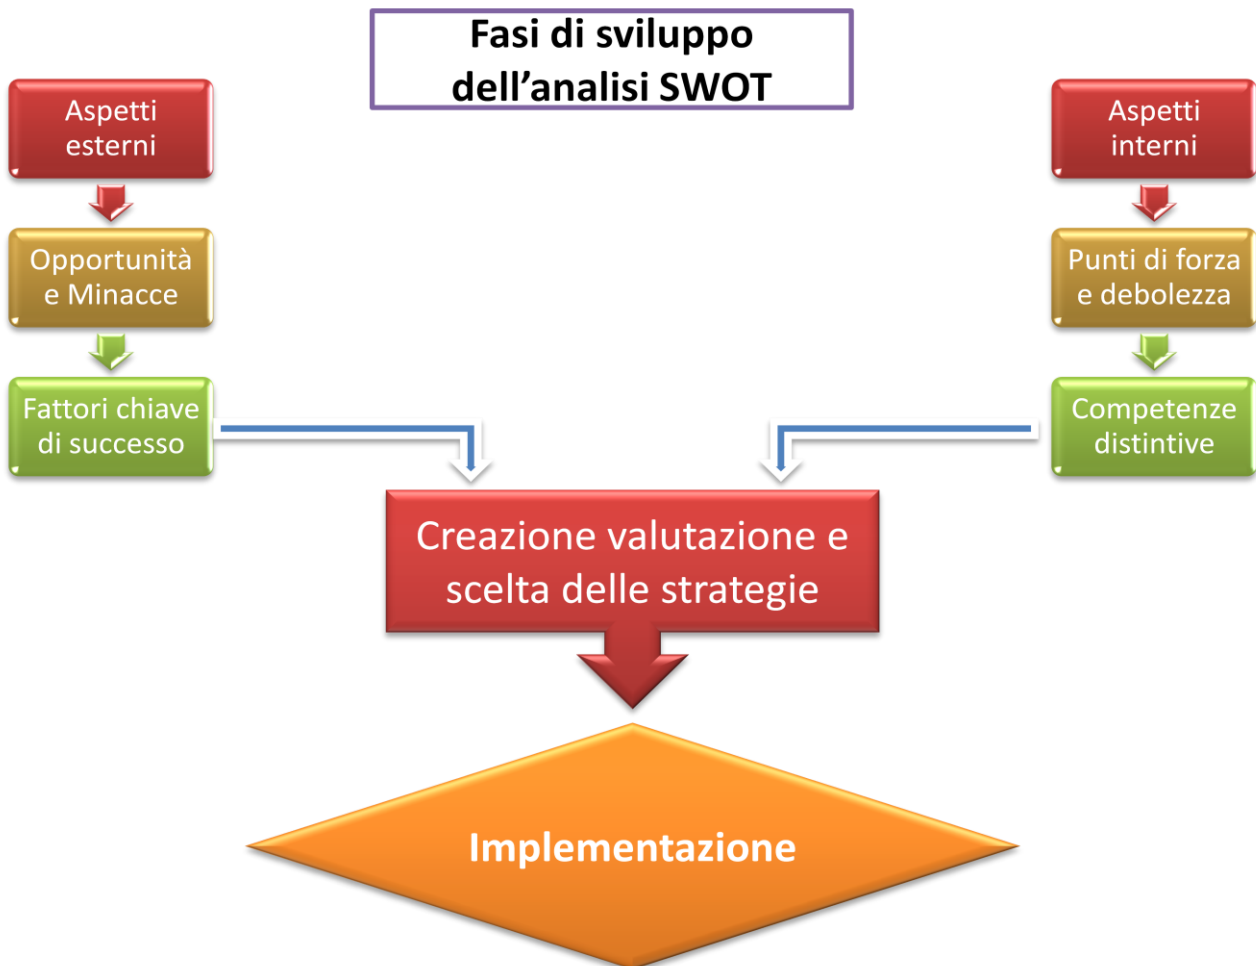 Fasi di sviluppo
dell’analisi SWOT
Aspetti
esterni
Opportunità
e Minacce
Fattori chiave
di successo
Aspetti
interni
Punti di forza
e debolezza
Competenze
distintive
Creazione valutazione e
scelta delle strategie
Implementazione